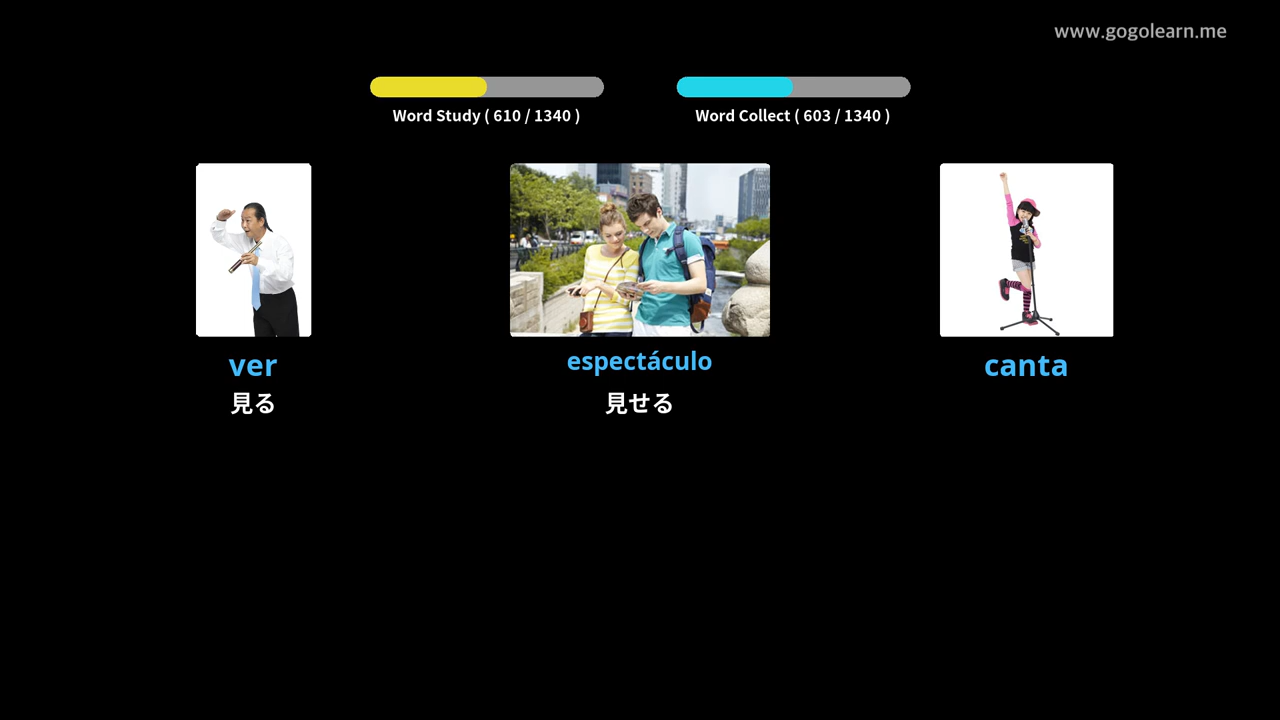 www.gogolearn.me
Word Study ( 610 / 1340 )
Word Collect ( 603 / 1340 )
ver
espectáculo
canta
見る
見せる